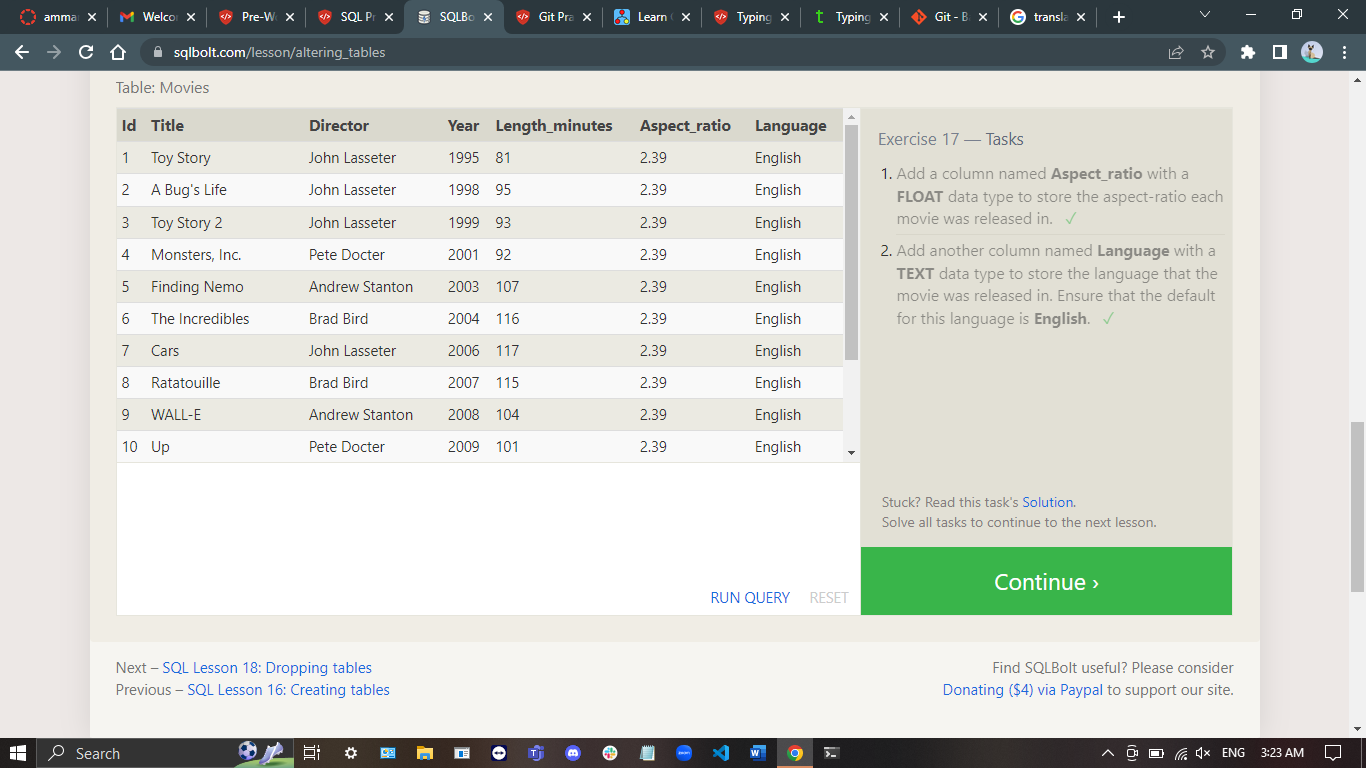 amma
Welcor
Pre-Wo
SQL Pr
SQLBo
Git Pra
Learn
Typing
Typing
Git - Ba
transla
sqlbolt.com/lesson/altering_tables
Table: Movies
Id Title Director Year Length_minutes Aspect_ratio Language
1 Toy Story John Lasseter 1995 81 2.39 English
2 A Bug's Life John Lasseter 1998 95 2.39 English
3 Toy Story 2 John Lasseter 1999 93 2.39 English
4 Monsters, Inc. Pete Docter 2001 92 2.39 English
5 Finding Nemo Andrew Stanton 2003 107 2.39 English
6 The Incredibles Brad Bird 2004 116 2.39 English
7 Cars John Lasseter 2006 117 2.39 English
8 Ratatouille Brad Bird 2007 115 2.39 English
9 WALL-E Andrew Stanton 2008 104 2.39 English
10 Up Pete Docter 2009 101 2.39 English
RUN QUERY RESET
Exercise 17 — Tasks
1. Add a column named Aspect_ratio with a
FLOAT data type to store the aspect-ratio each
movie was released in. ✓
2. Add another column named Language with a
TEXT data type to store the language that the
movie was released in. Ensure that the default
for this language is English. ✓
Stuck? Read this task's Solution.
Solve all tasks to continue to the next lesson.
Continue ›
Next – SQL Lesson 18: Dropping tables
Previous – SQL Lesson 16: Creating tables
Find SQLBolt useful? Please consider
Donating ($4) via Paypal to support our site.
Search
ENG
3:23 AM